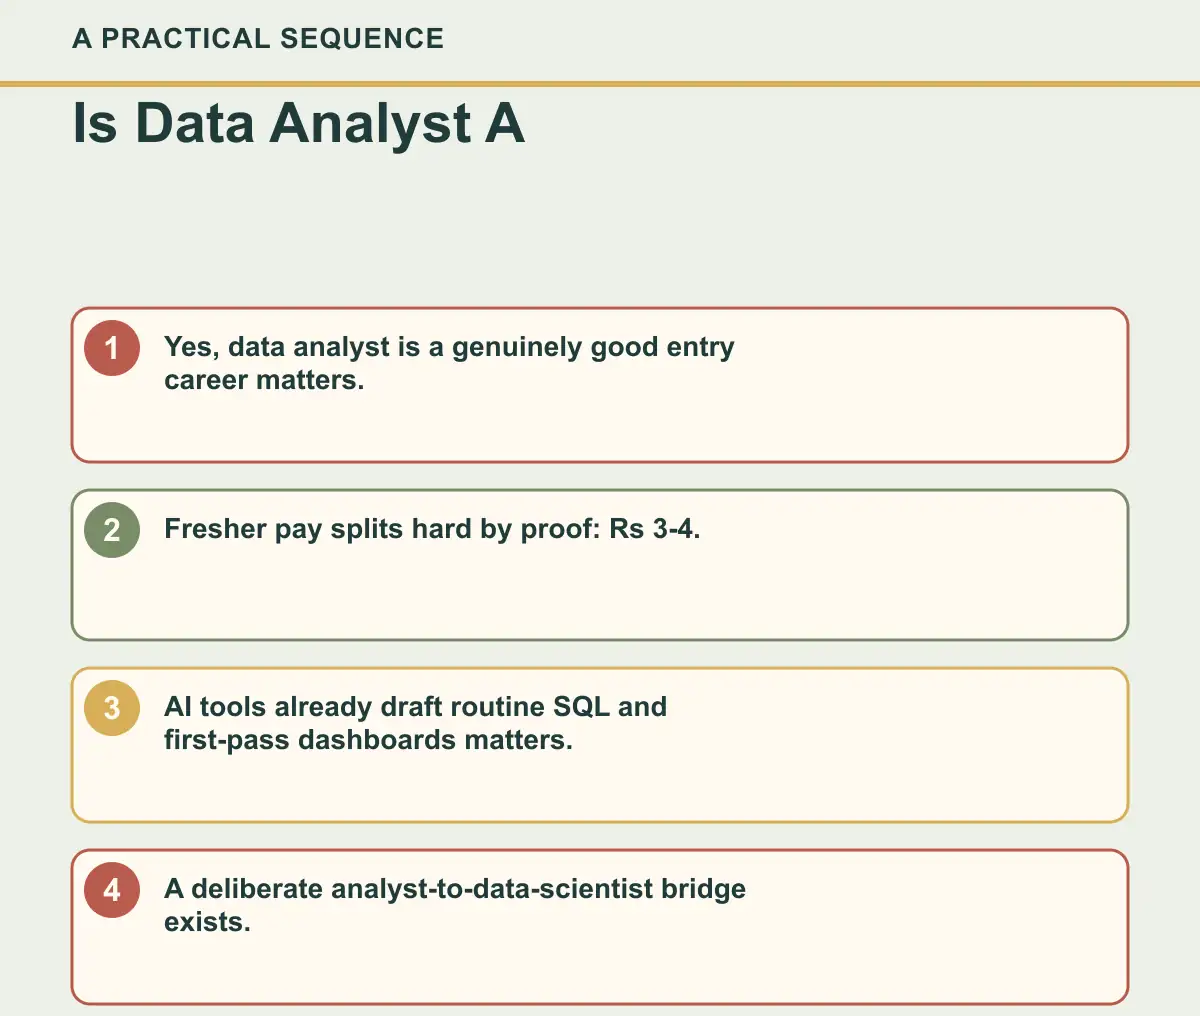 A PRACTICAL SEQUENCE
Is Data Analyst A
1
Yes, data analyst is a genuinely good entry
career matters.
2
Fresher pay splits hard by proof: Rs 3-4.
3
AI tools already draft routine SQL and
first-pass dashboards matters.
4
A deliberate analyst-to-data-scientist bridge
exists.